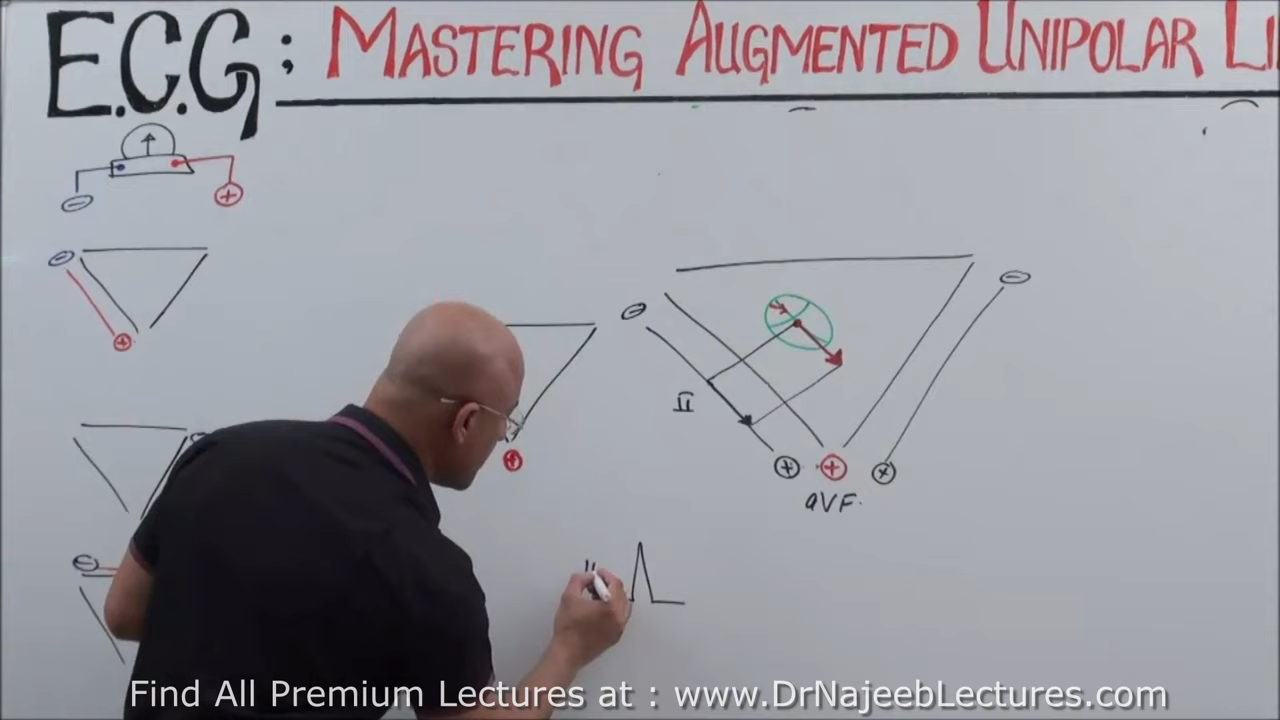 E.C.G; MASTERING AUGMENTED UNIPOLAR LI
II
aVF.
Find All Premium Lectures at : www.DrNajeebLectures.com